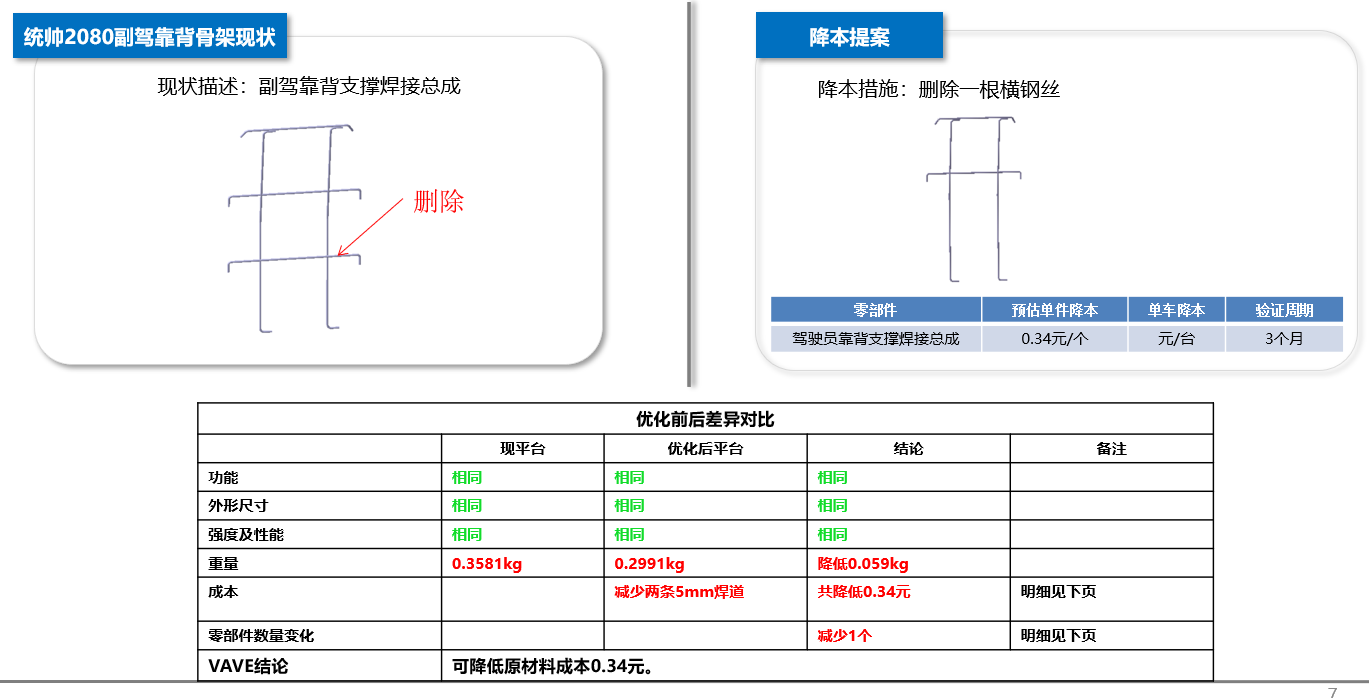 统帅2080副驾靠背骨架现状
现状描述：副驾靠背支撑焊接总成
删除
降本提案
降本措施：删除一根横钢丝
零部件 预估单件降本 单车降本 验证周期
驾驶员靠背支撑焊接总成 0.34元/个 元/台 3个月
优化前后差异对比
现平台 优化后平台 结论 备注
功能 相同 相同 相同
外形尺寸 相同 相同 相同
强度及性能 相同 相同 相同
重量 0.3581kg 0.2991kg 降低0.059kg
成本 减少两条5mm焊道 共降低0.34元 明细见下页
零部件数量变化 减少1个 明细见下页
VAVE结论 可降低原材料成本0.34元。
7